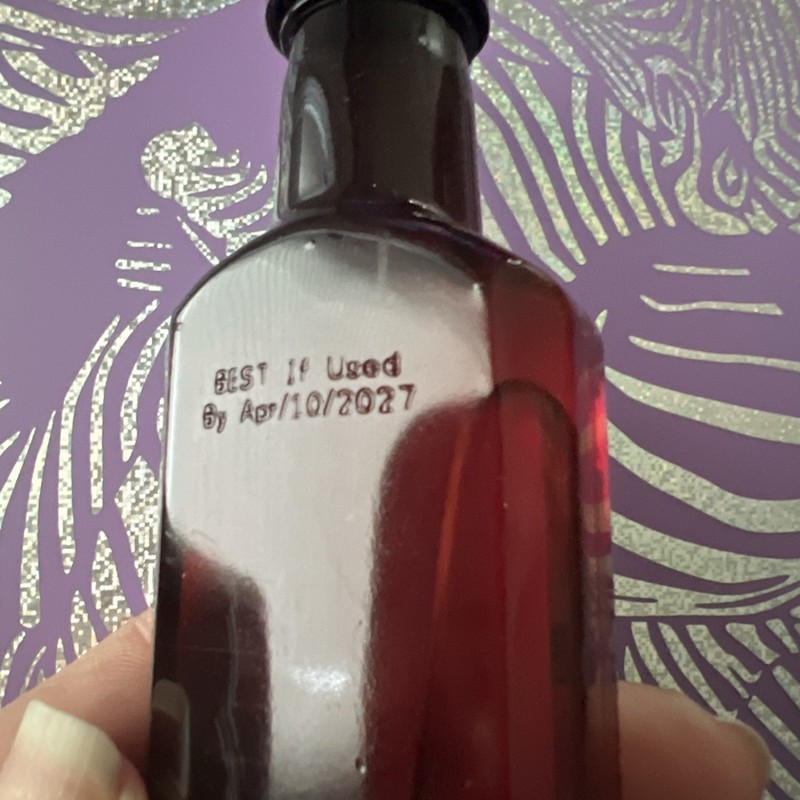 BEST If Used
By Apr/10/2027